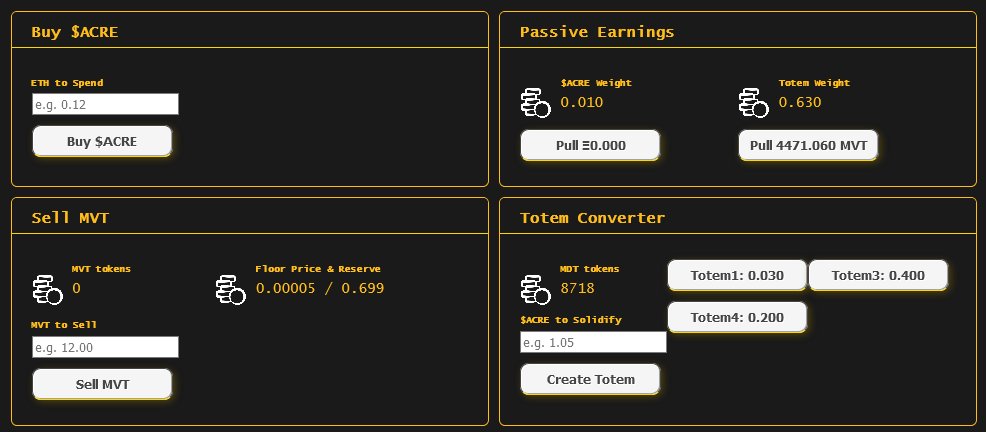 Buy $ACRE
ETH to Spend
e.g. 0.12
Buy $ACRE
Passive Earnings
$ACRE Weight
0.010
Pull Ξ0.000
Totem Weight
0.630
Pull 4471.060 MVT
Sell MVT
MVT tokens
0
Floor Price & Reserve
0.00005 / 0.699
MVT to Sell
e.g. 12.00
Sell MVT
Totem Converter
MDT tokens
8718
$ACRE to Solidify
e.g. 1.05
Create Totem
Totem1: 0.030
Totem3: 0.400
Totem4: 0.200